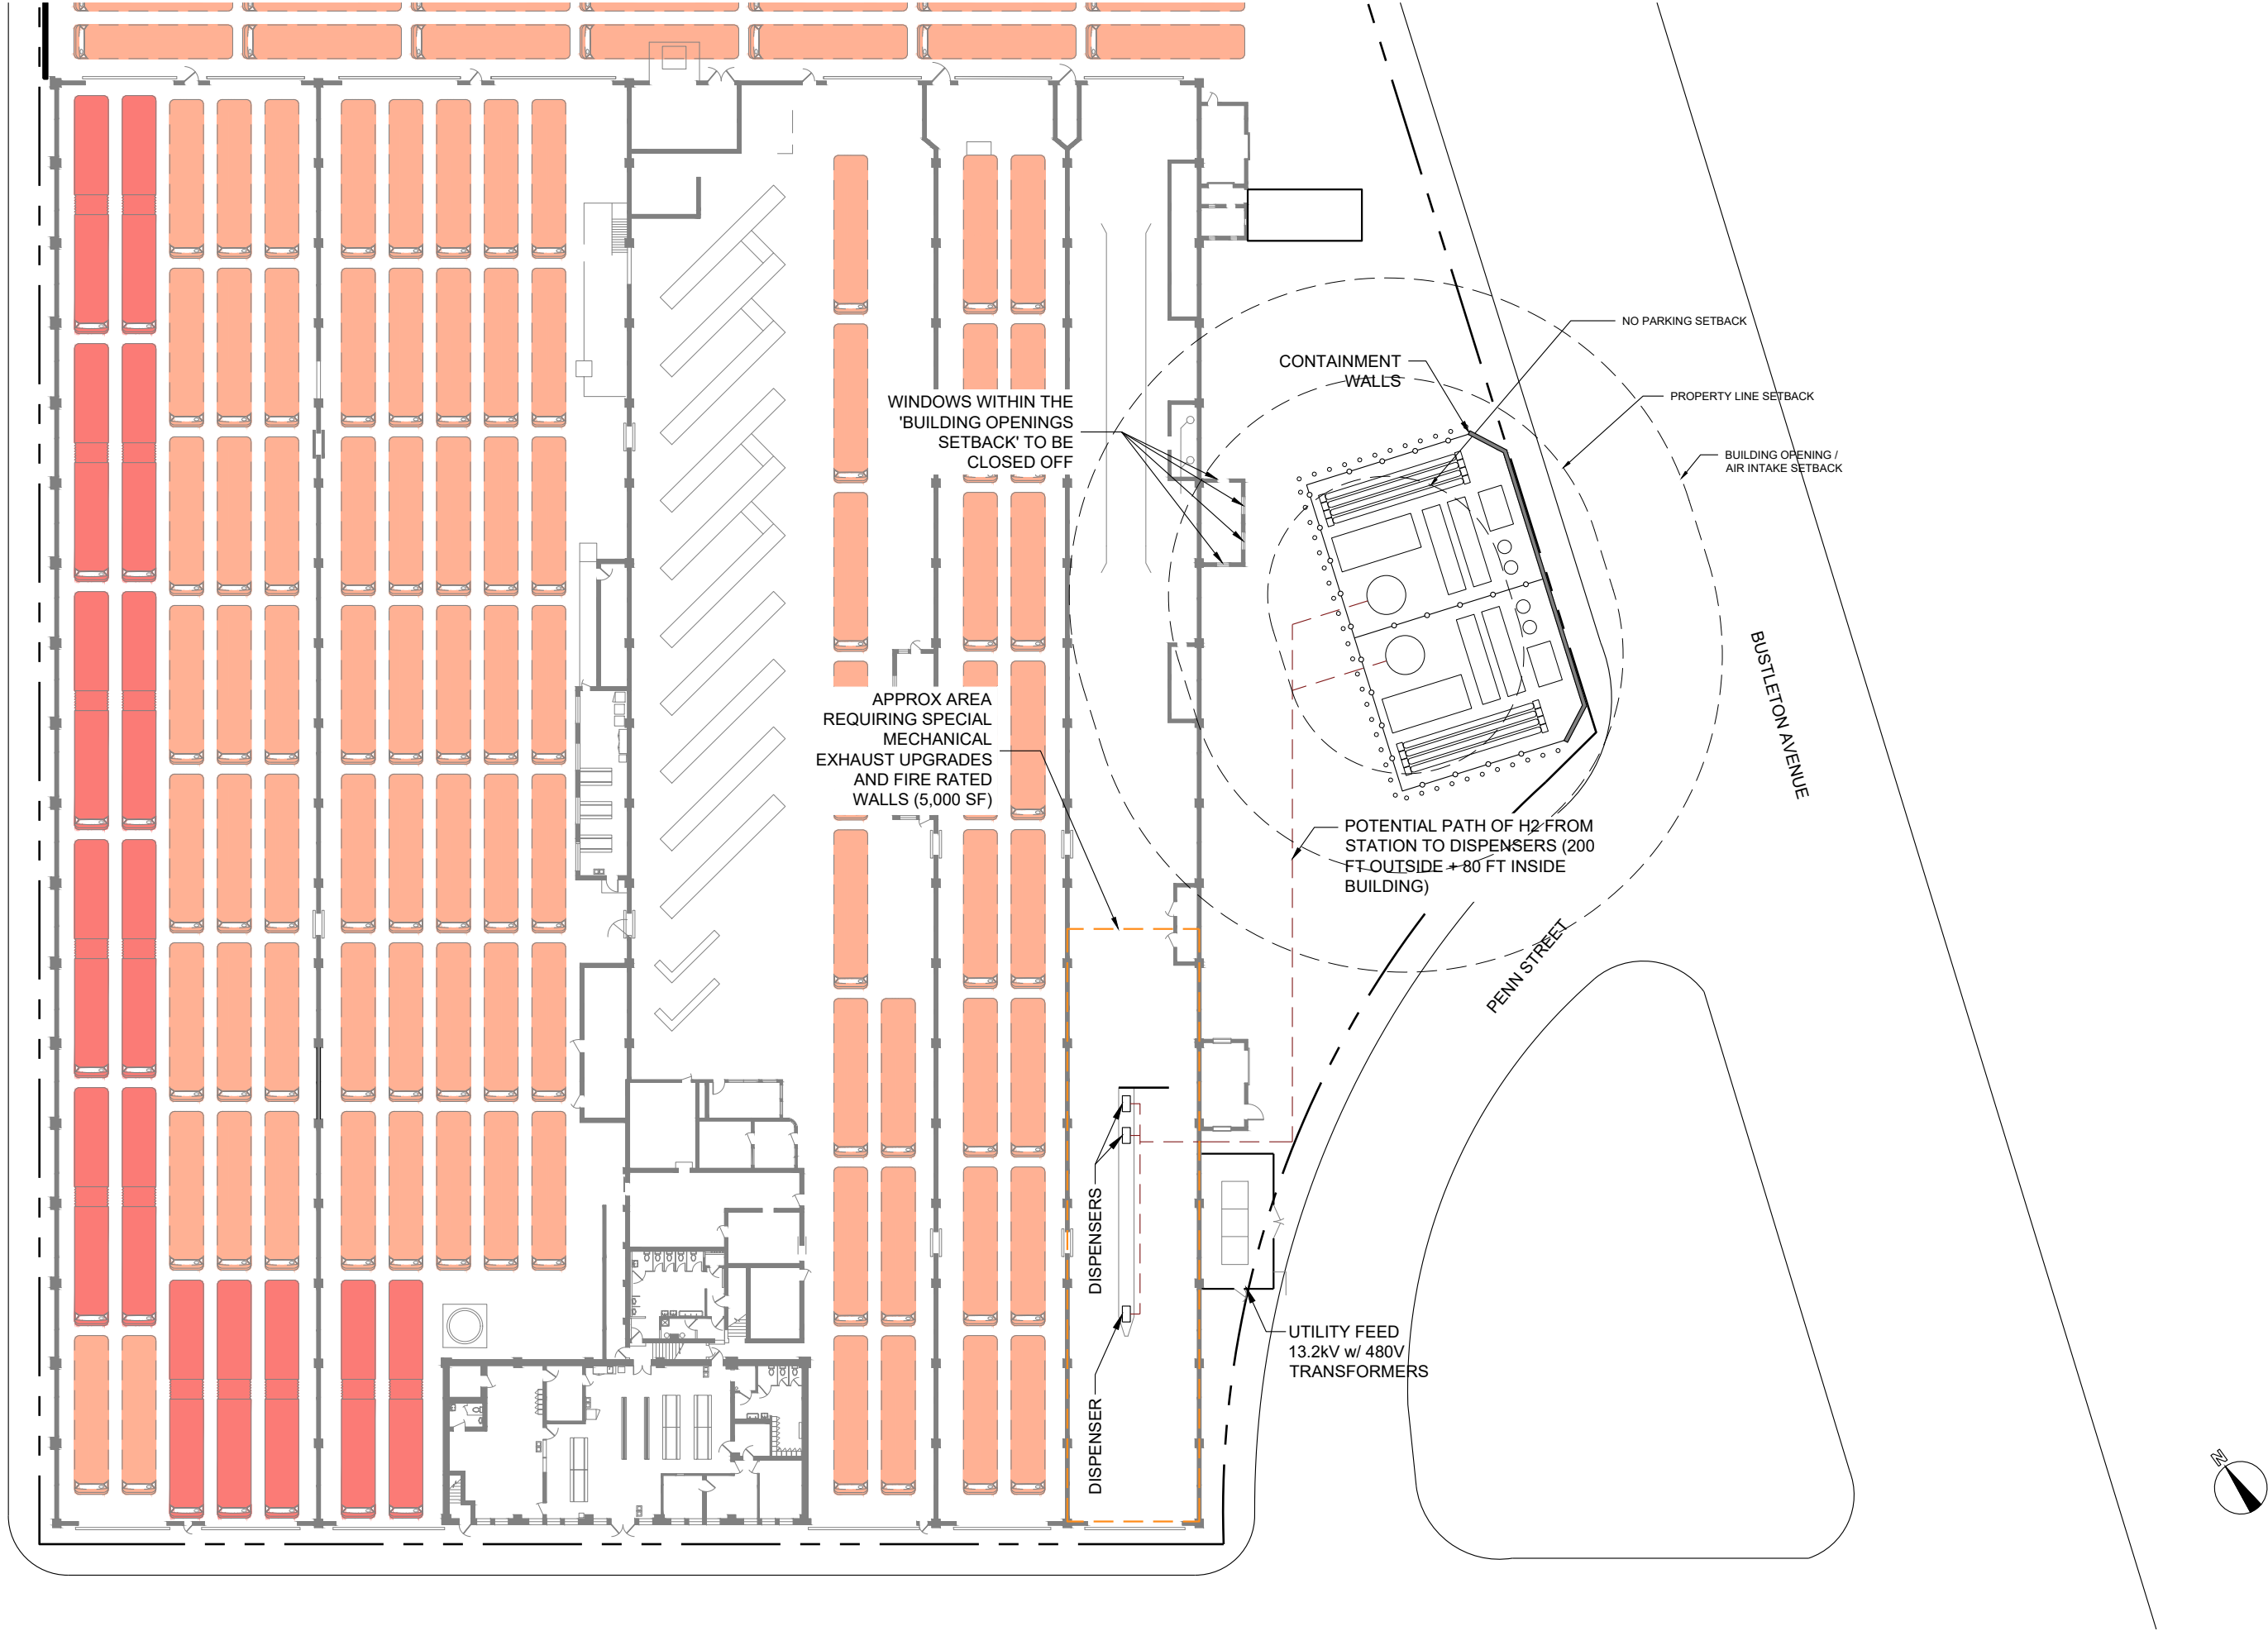 NO PARKING SETBACK
CONTAINMENT
WALLS
PROPERTY LINE SETBACK
WINDOWS WITHIN THE
'BUILDING OPENINGS
SETBACK' TO BE
CLOSED OFF
BUILDING OPENING /
AIR INTAKE SETBACK
BUSTLETON AVENUE
APPROX AREA
REQUIRING SPECIAL
MECHANICAL
EXHAUST UPGRADES
AND FIRE RATED
WALLS (5,000 SF)
POTENTIAL PATH OF H2 FROM
STATION TO DISPENSERS (200
FT OUTSIDE + 80 FT INSIDE
BUILDING)
PENN STREET
DISPENSERS
UTILITY FEED
13.2kV w/ 480V
TRANSFORMERS
DISPENSER
N